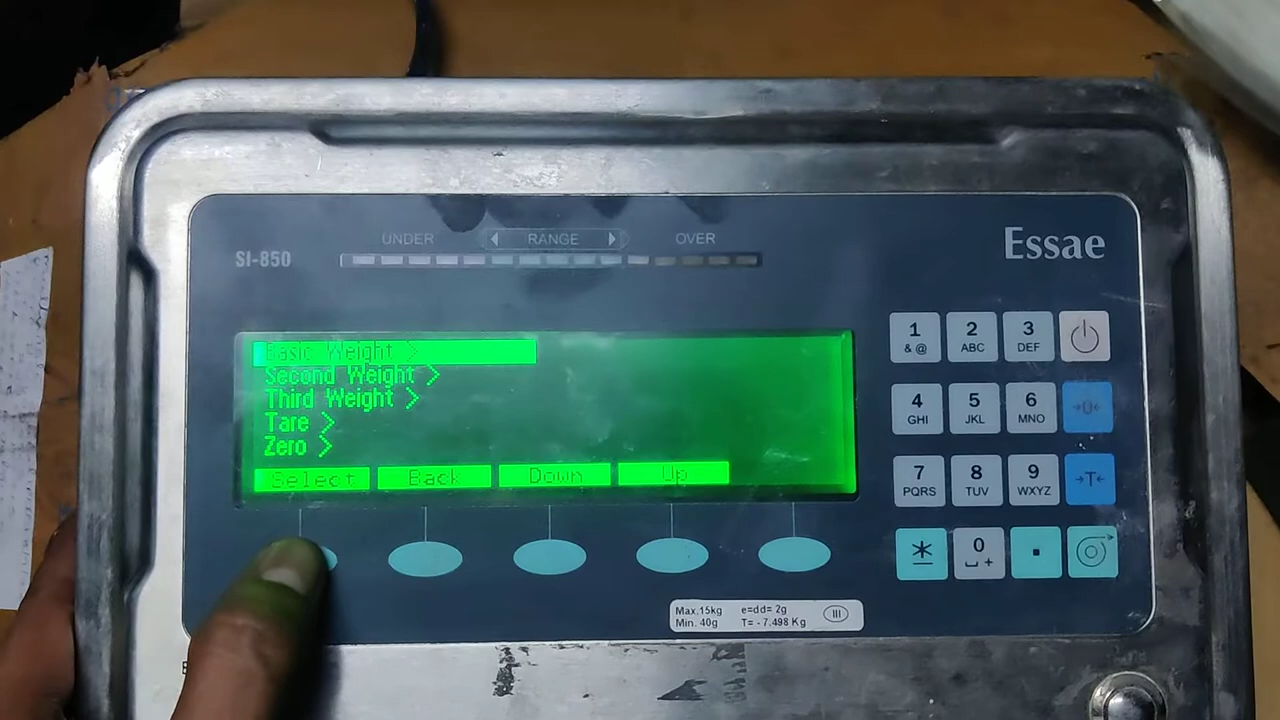 UNDER RANGE OVER
SI-850
Essae
Basic Weight >
Second Weight >
Third Weight >
Tare >
Zero >
Select Back Down Up
1 2 3
& @ ABC DEF
4 5 6 →0←
GHI JKL MNO
7 8 9 →T←
PQRS TUV WXYZ
* 0 .
␣ +
Max.15kg e=dd= 2g III
Min. 40g T= - 7.498 Kg